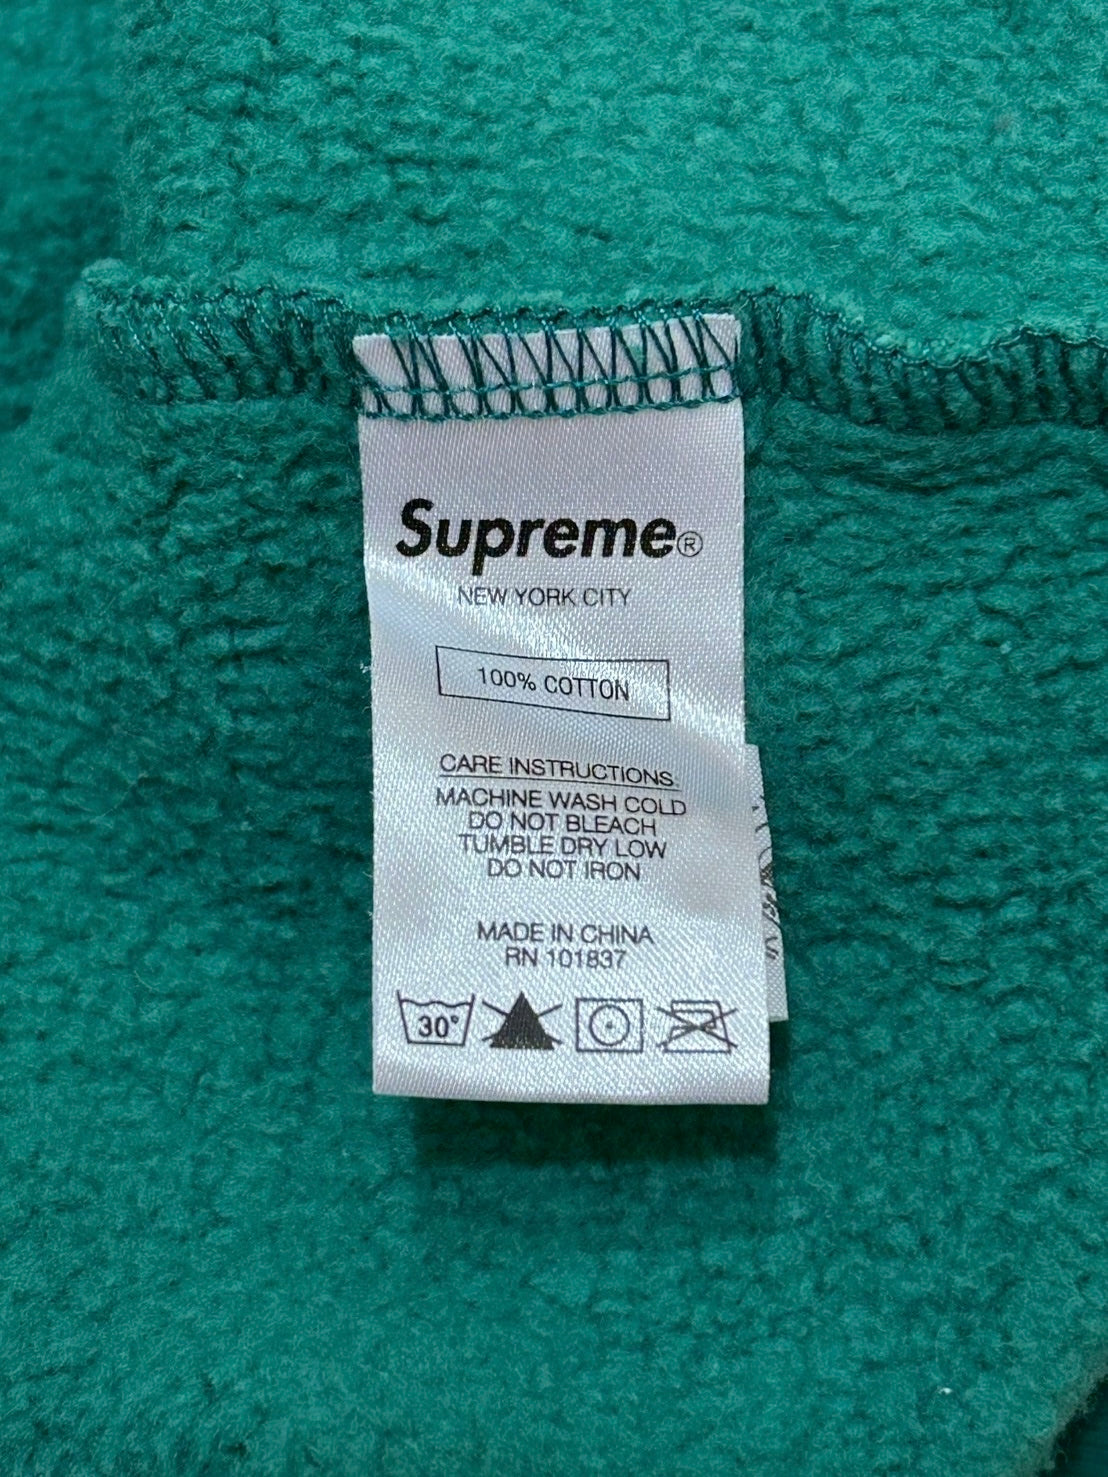 Supreme®
NEW YORK CITY
100% COTTON
CARE INSTRUCTIONS:
MACHINE WASH COLD
DO NOT BLEACH
TUMBLE DRY LOW
DO NOT IRON
MADE IN CHINA
RN 101837
30°